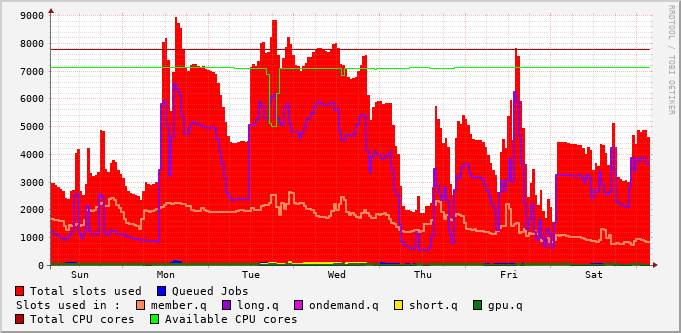 9000
8000
7000
6000
5000
4000
3000
2000
1000
0
Sun Mon Tue Wed Thu Fri Sat
RRDTOOL / TOBI OETIKER
Total slots used Queued Jobs
Slots used in : member.q long.q ondemand.q short.q gpu.q
Total CPU cores Available CPU cores